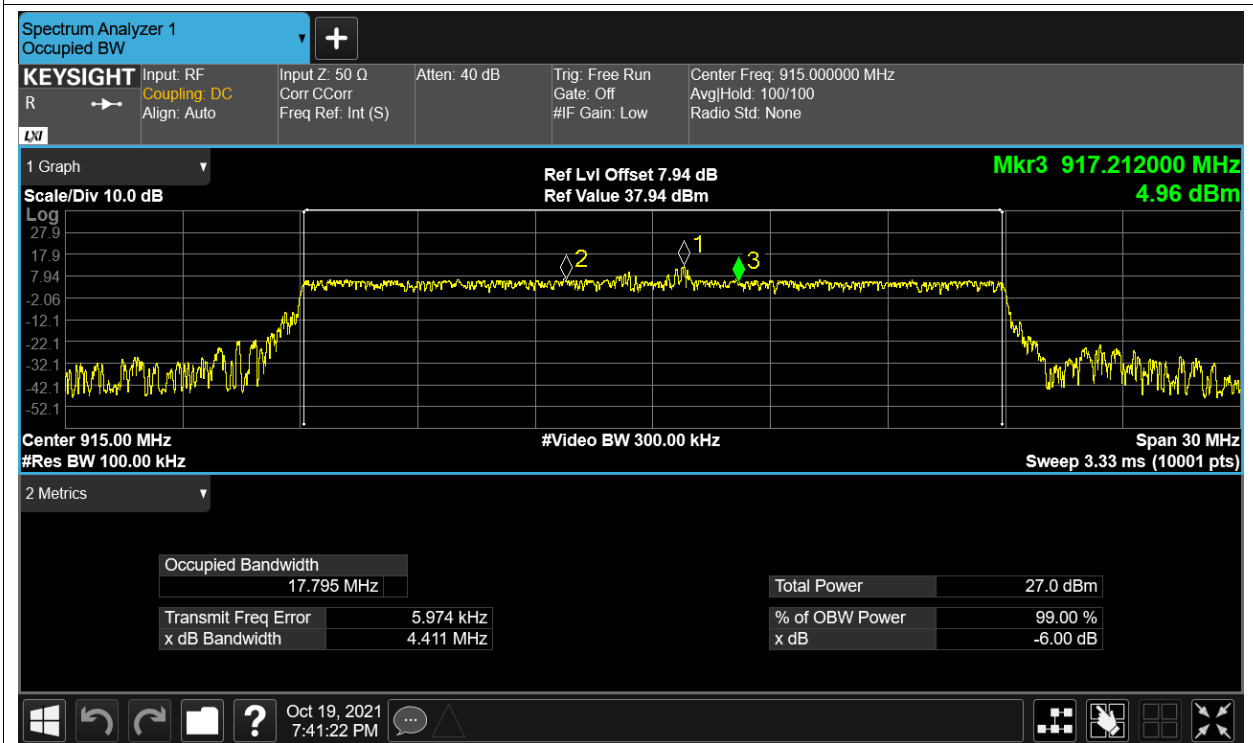 Spectrum Analyzer 1
Occupied BW
KEYSIGHT
R
LXI
Input: RF
Coupling: DC
Align: Auto
Input Z: 50 Ω
Corr CCorr
Freq Ref: Int (S)
Atten: 40 dB
Trig: Free Run
Gate: Off
#IF Gain: Low
Center Freq: 915.000000 MHz
Avg|Hold: 100/100
Radio Std: None
1 Graph
Scale/Div 10.0 dB
Ref Lvl Offset 7.94 dB
Ref Value 37.94 dBm
Mkr3 917.212000 MHz
4.96 dBm
Log
27.9
17.9
7.94
-2.06
-12.1
-22.1
-32.1
-42.1
-52.1
2
1
3
Center 915.00 MHz
#Video BW 300.00 kHz
Span 30 MHz
#Res BW 100.00 kHz
Sweep 3.33 ms (10001 pts)
2 Metrics
Occupied Bandwidth
17.795 MHz
Total Power 27.0 dBm
Transmit Freq Error 5.974 kHz
% of OBW Power 99.00 %
x dB Bandwidth 4.411 MHz
x dB -6.00 dB
?
Oct 19, 2021
7:41:22 PM